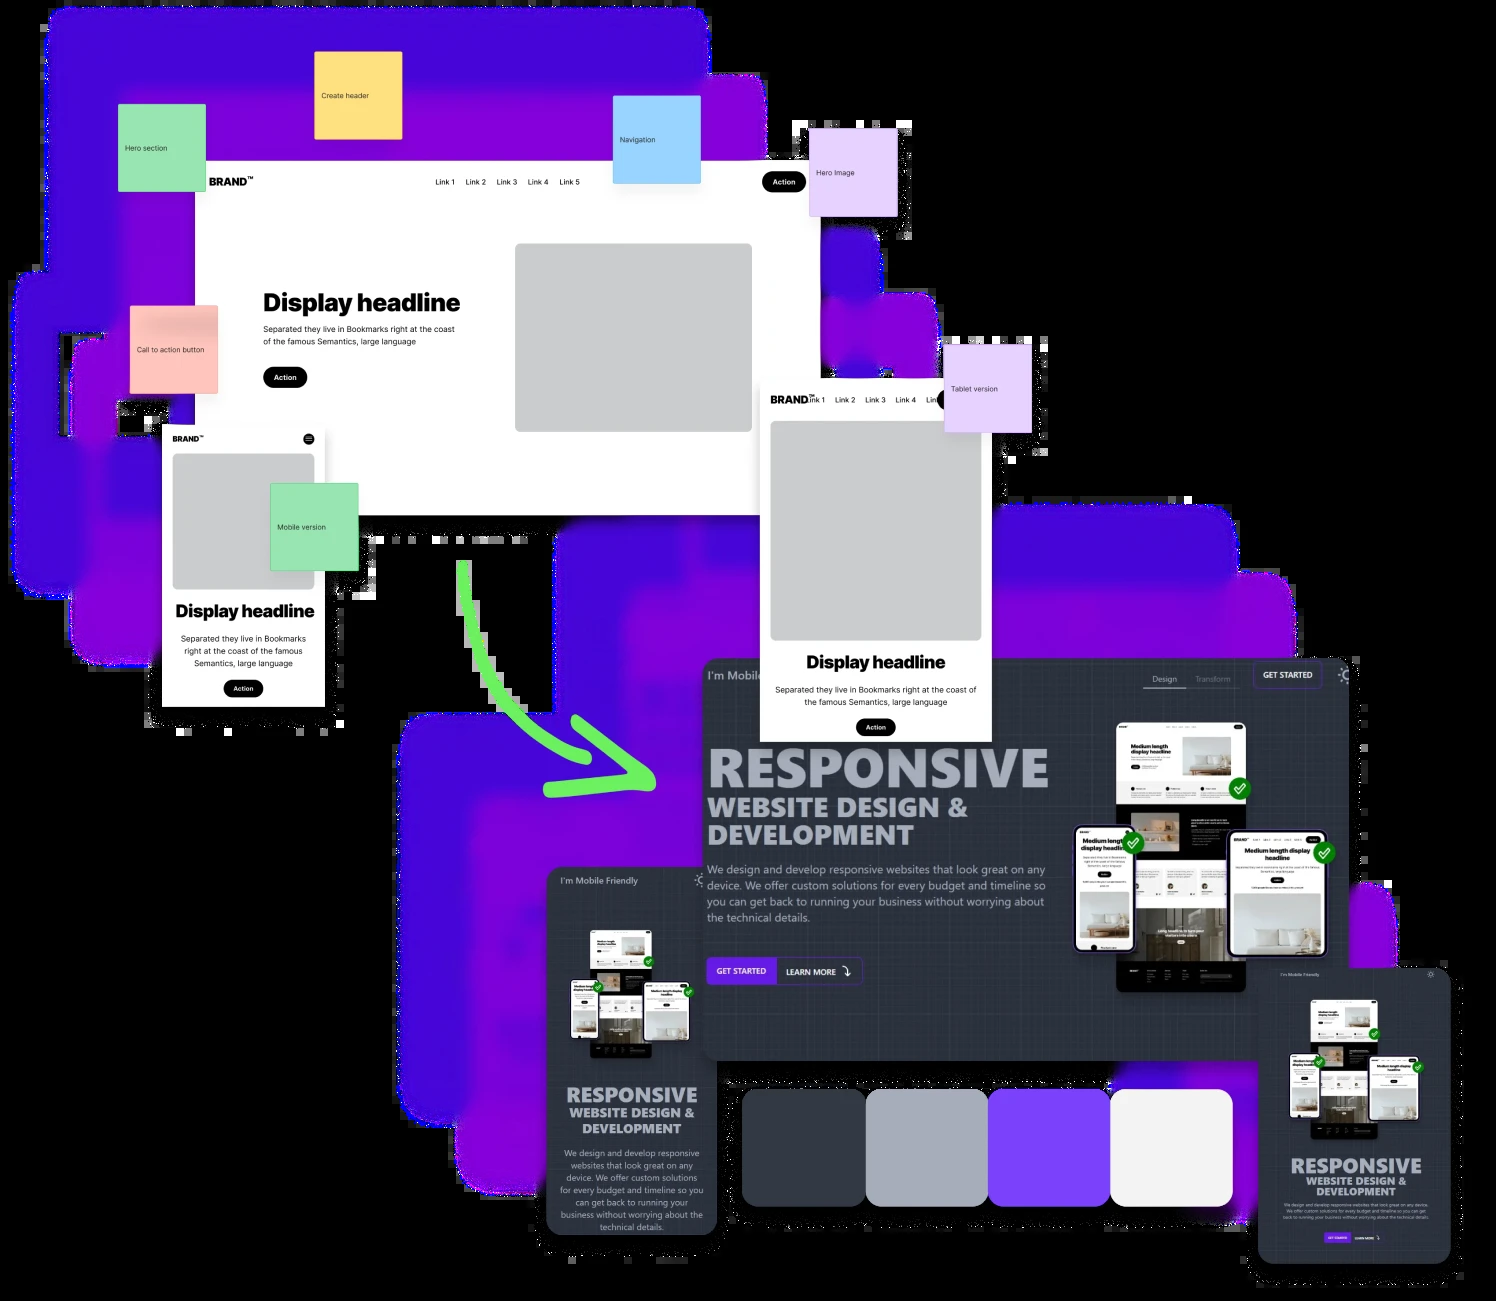 Create header
Hero section
Navigation
Hero Image
BRAND™
Link 1 Link 2 Link 3 Link 4 Link 5
Action
Display headline
Separated they live in Bookmarks right at the coast
of the famous Semantics, large language
Action
Call to action button
Tablet version
BRAND™
Link 2 Link 3 Link 4
Display headline
Separated they live in Bookmarks right at the coast of
the famous Semantics, large language
Action
BRAND™
Mobile version
Display headline
Separated they live in Bookmarks
right at the coast of the famous
Semantics, large language
Action
Design Transform
GET STARTED
RESPONSIVE
WEBSITE DESIGN &
DEVELOPMENT
We design and develop responsive websites that look great on any
device. We offer custom solutions for every budget and timeline so
you can get back to running your business without worrying about
the technical details.
GET STARTED
LEARN MORE
Medium length
display headline
Medium length display
headline
I'm Mobile Friendly
RESPONSIVE
WEBSITE DESIGN &
DEVELOPMENT
We design and develop responsive
websites that look great on any
device. We offer custom solutions
for every budget and timeline so you
can get back to running your
business without worrying about the
technical details.
I'm Mobile Friendly
RESPONSIVE
WEBSITE DESIGN &
DEVELOPMENT
We design and develop responsive websites that look great on any device. We
offer custom solutions for every budget and timeline so you can get
back to running your business without worrying about the technical details.
GET STARTED
LEARN MORE